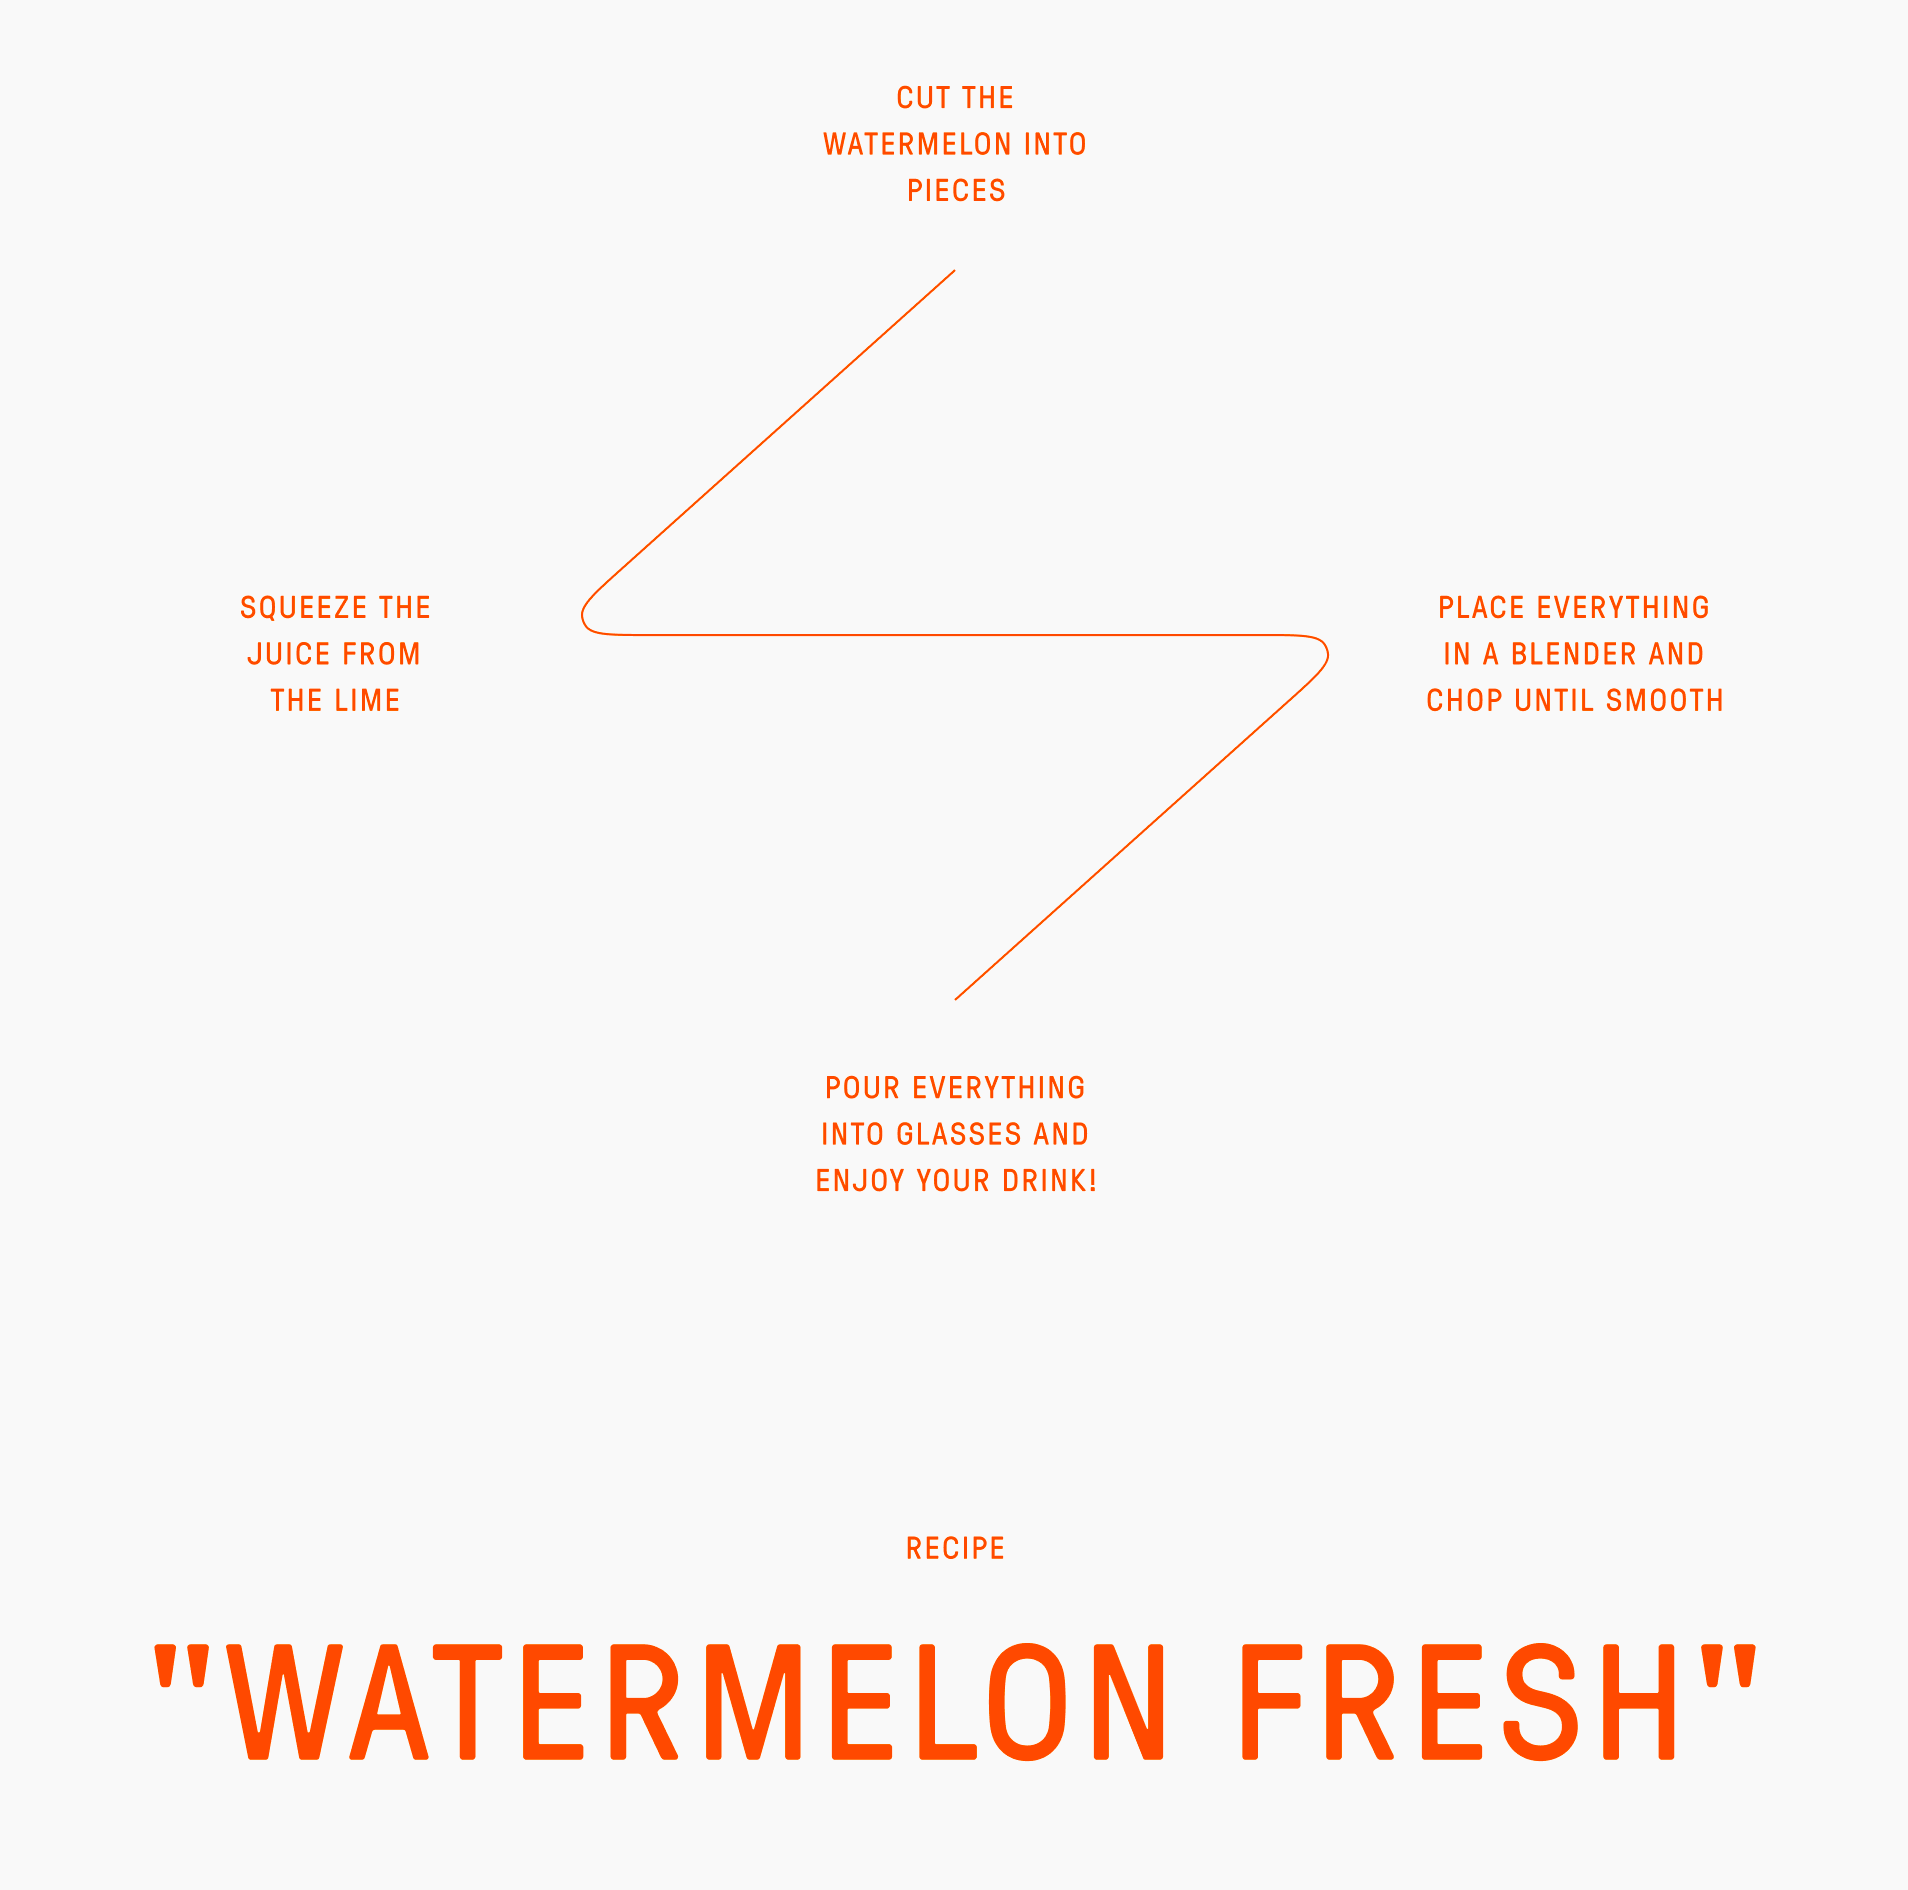 CUT THE
WATERMELON INTO
PIECES
SQUEEZE THE
JUICE FROM
THE LIME
PLACE EVERYTHING
IN A BLENDER AND
CHOP UNTIL SMOOTH
POUR EVERYTHING
INTO GLASSES AND
ENJOY YOUR DRINK!
RECIPE
"WATERMELON FRESH"